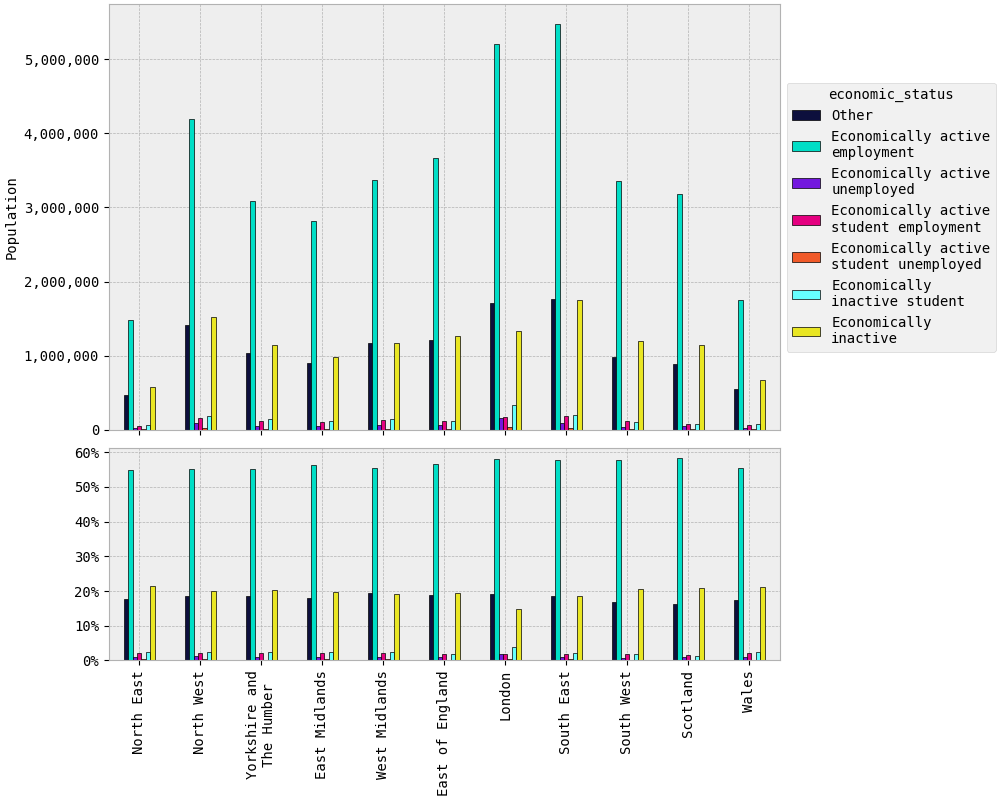 5,000,000
4,000,000
3,000,000
2,000,000
1,000,000
0
Population
economic_status
Other
Economically active
employment
Economically active
unemployed
Economically active
student employment
Economically active
student unemployed
Economically
inactive student
Economically
inactive
60%
50%
40%
30%
20%
10%
0%
North East
North West
Yorkshire and
The Humber
East Midlands
West Midlands
East of England
London
South East
South West
Scotland
Wales